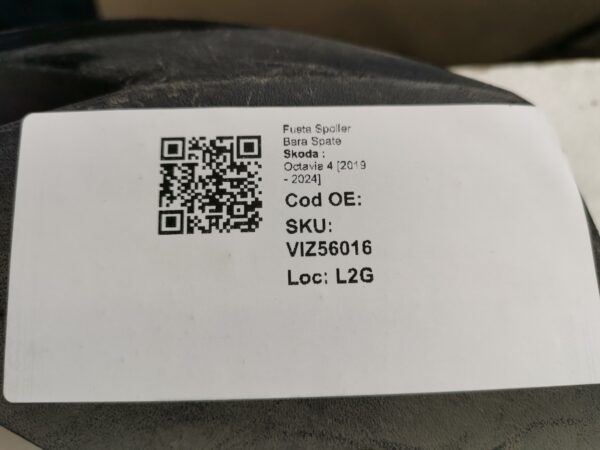 Fusta Spoiler
Bara Spate
Skoda :
Octavia 4 [2019
- 2024]
Cod OE:
SKU:
VIZ56016
Loc: L2G